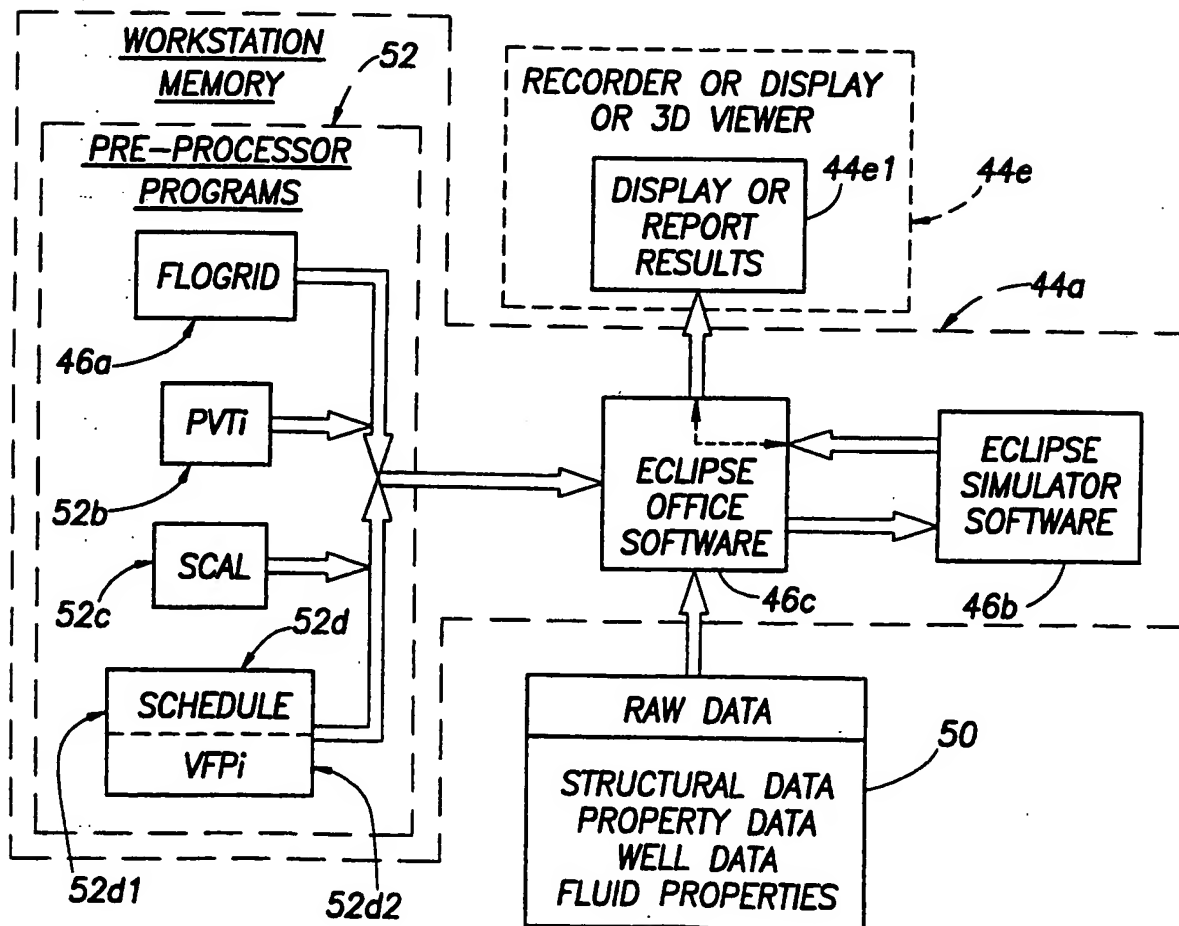 WORKSTATION
MEMORY
52
PRE-PROCESSOR
PROGRAMS
FLOGRID
46a
PVTi
52b
SCAL
52c
52d
SCHEDULE
VFPi
52d1
52d2
RECORDER OR DISPLAY
OR 3D VIEWER
44e1
DISPLAY OR
REPORT
RESULTS
44e
44a
ECLIPSE
OFFICE
SOFTWARE
46c
ECLIPSE
SIMULATOR
SOFTWARE
46b
RAW DATA
50
STRUCTURAL DATA
PROPERTY DATA
WELL DATA
FLUID PROPERTIES